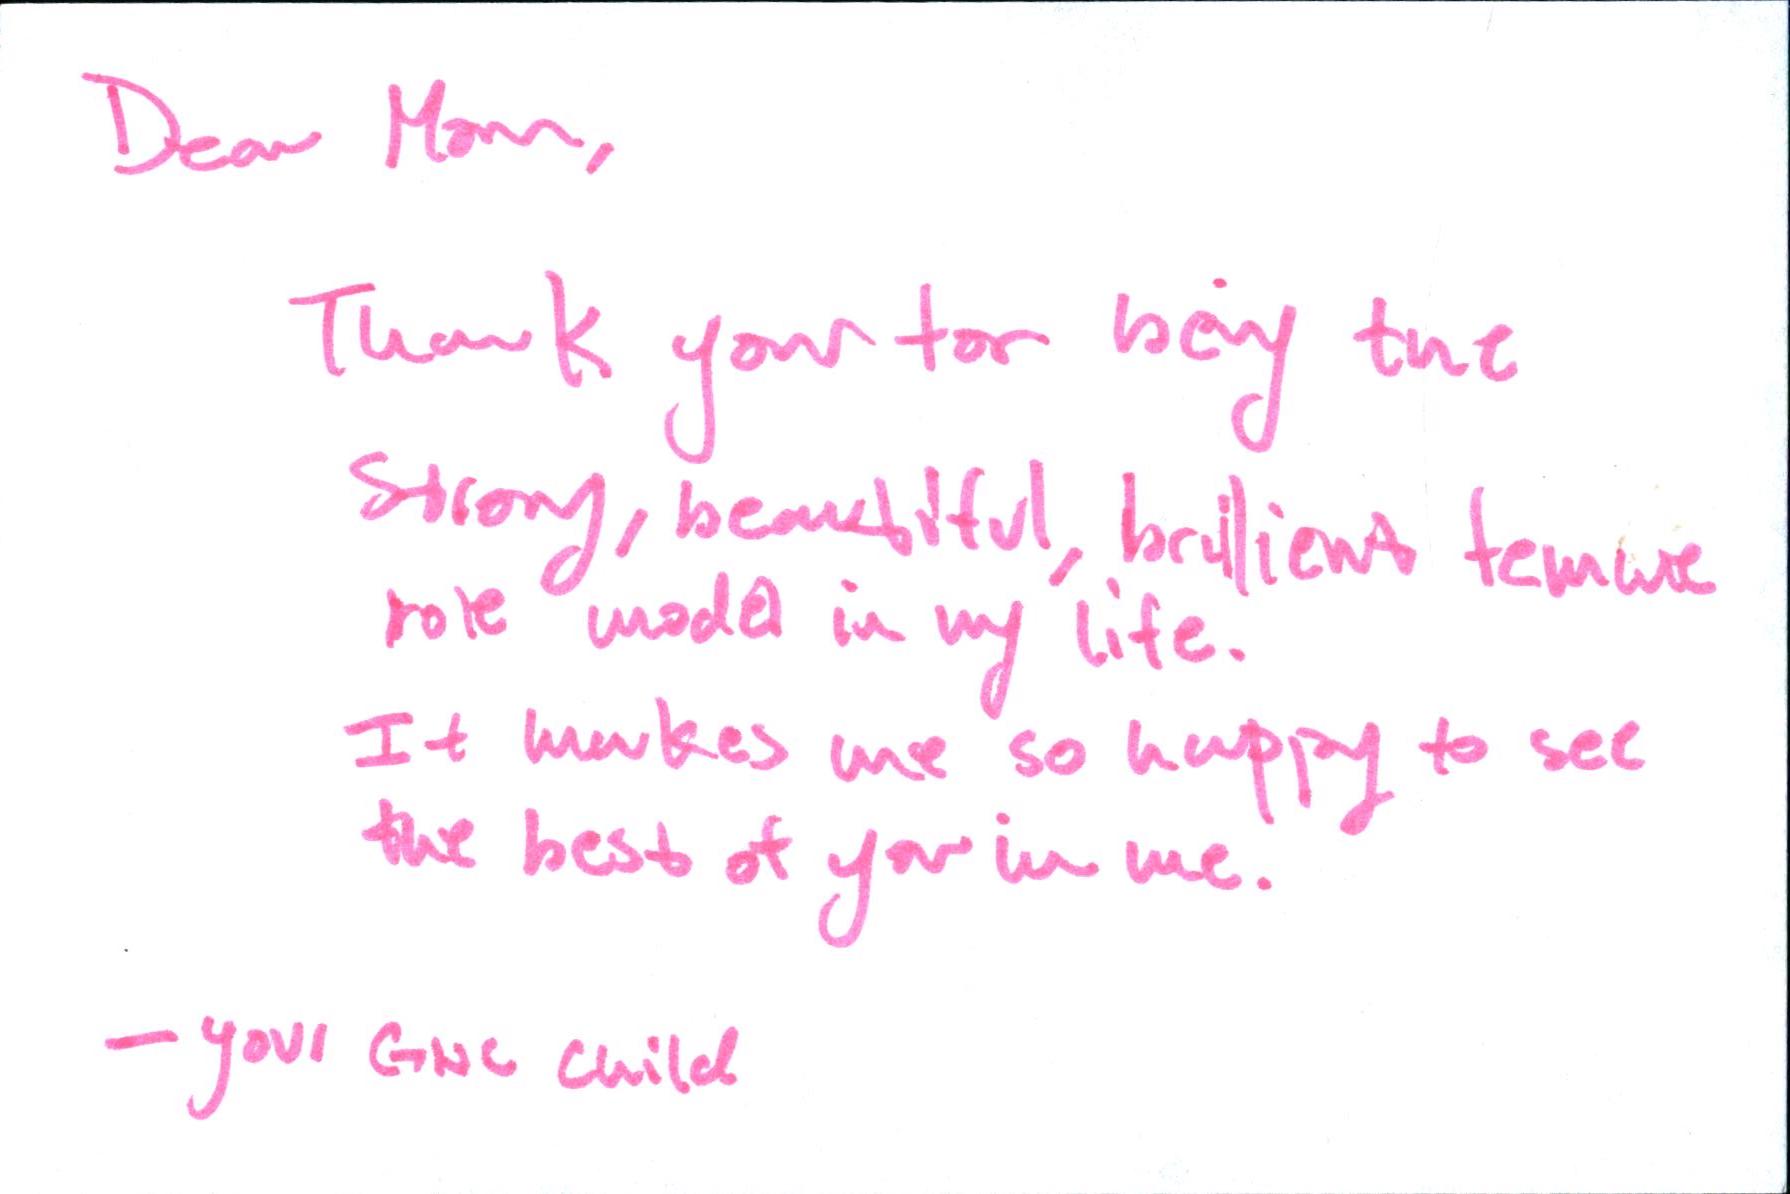 Dear Mom,
Thank you for being the
strong, beautiful, brillient female
role model in my life.
It makes me so happy to see
the best of you in me.
— your GNC child